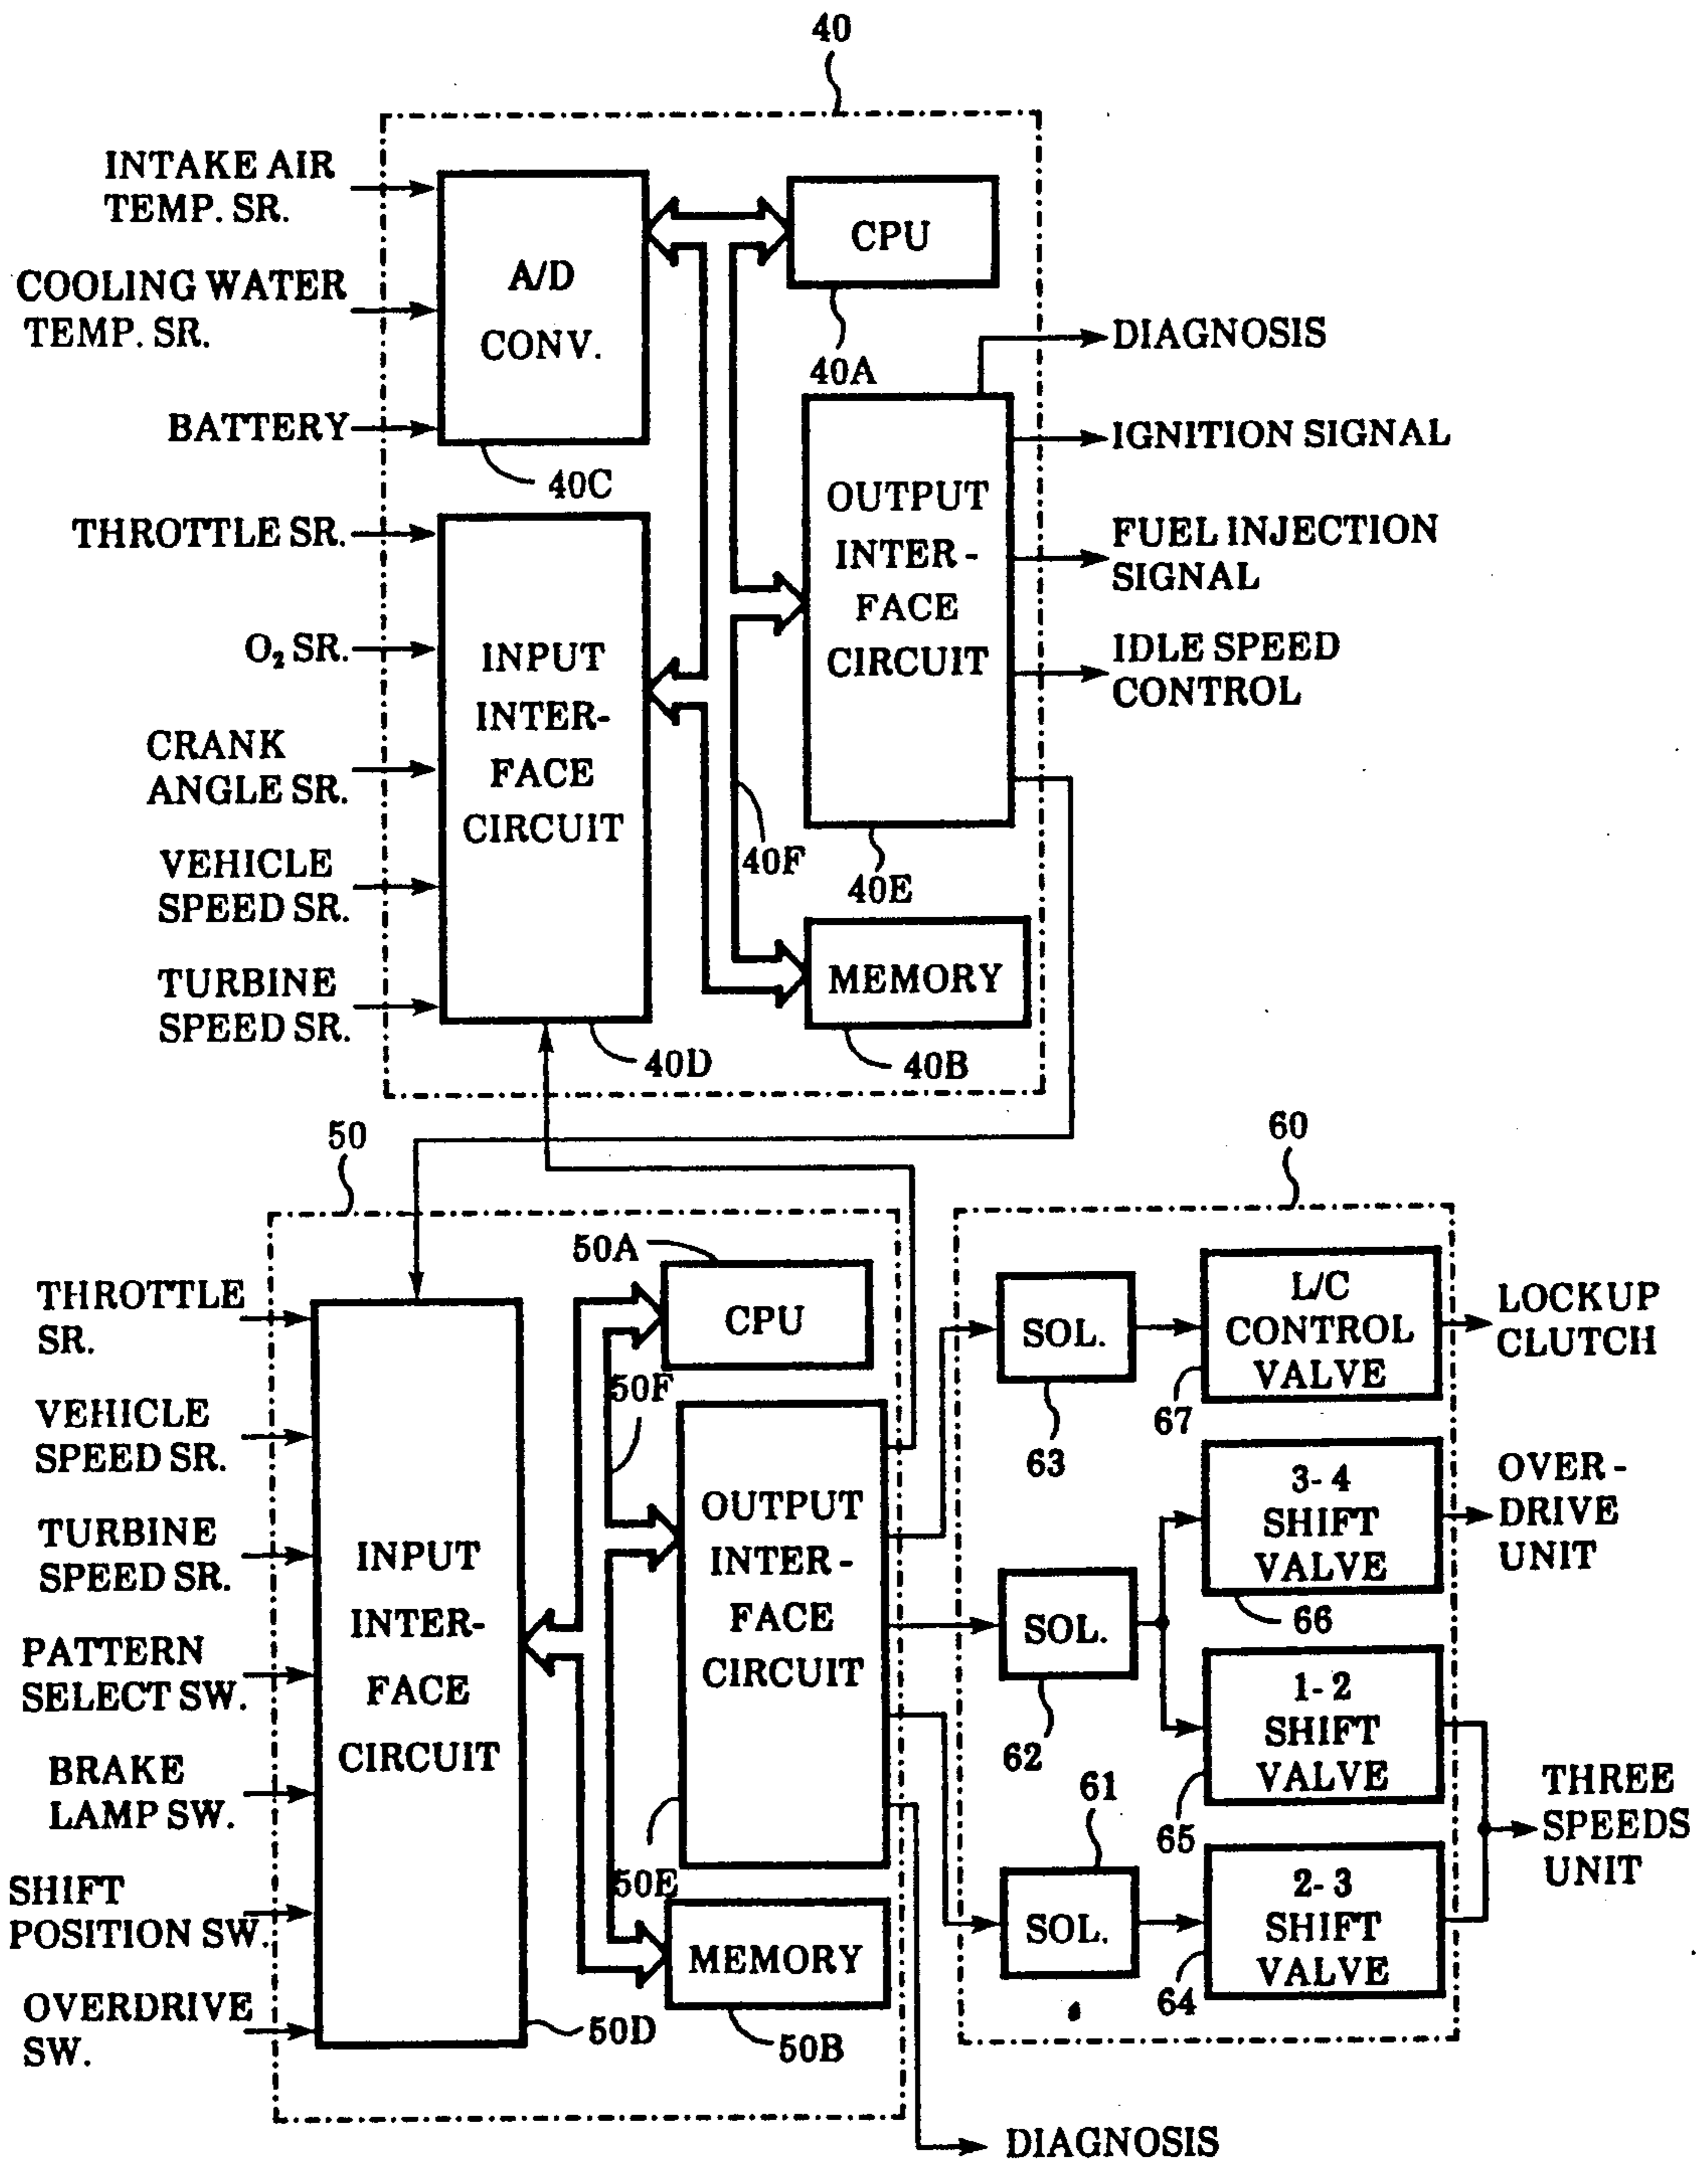 40
INTAKE AIR
TEMP. SR.
COOLING WATER
TEMP. SR.
BATTERY
A/D
CONV.
40C
CPU
40A
DIAGNOSIS
IGNITION SIGNAL
FUEL INJECTION
SIGNAL
IDLE SPEED
CONTROL
OUTPUT
INTER-
FACE
CIRCUIT
40E
40F
THROTTLE SR.
O₂ SR.
CRANK
ANGLE SR.
VEHICLE
SPEED SR.
TURBINE
SPEED SR.
INPUT
INTER-
FACE
CIRCUIT
40D
MEMORY
40B
50
THROTTLE
SR.
VEHICLE
SPEED SR.
TURBINE
SPEED SR.
PATTERN
SELECT SW.
BRAKE
LAMP SW.
SHIFT
POSITION SW.
OVERDRIVE
SW.
INPUT
INTER-
FACE
CIRCUIT
50D
50A
CPU
50F
OUTPUT
INTER-
FACE
CIRCUIT
50E
MEMORY
50B
DIAGNOSIS
60
SOL.
63
L/C
CONTROL
VALVE
67
LOCKUP
CLUTCH
SOL.
62
3-4
SHIFT
VALVE
66
OVER-
DRIVE
UNIT
1-2
SHIFT
VALVE
65
61
SOL.
2-3
SHIFT
VALVE
64
THREE
SPEEDS
UNIT